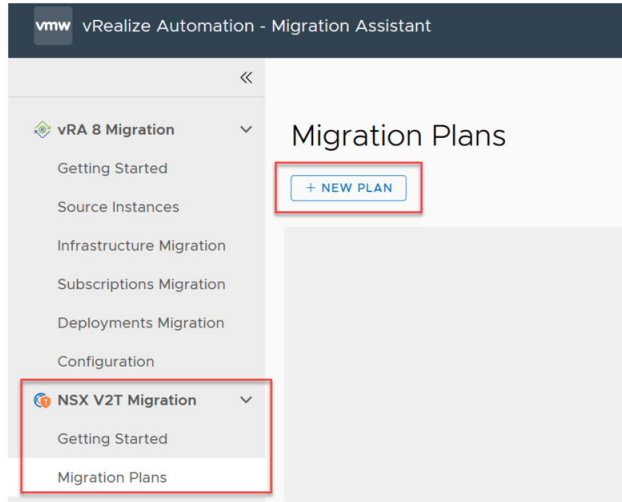 vmw vRealize Automation - Migration Assistant
vRA 8 Migration
Getting Started
Source Instances
Infrastructure Migration
Subscriptions Migration
Deployments Migration
Configuration
NSX V2T Migration
Getting Started
Migration Plans
Migration Plans
+ NEW PLAN